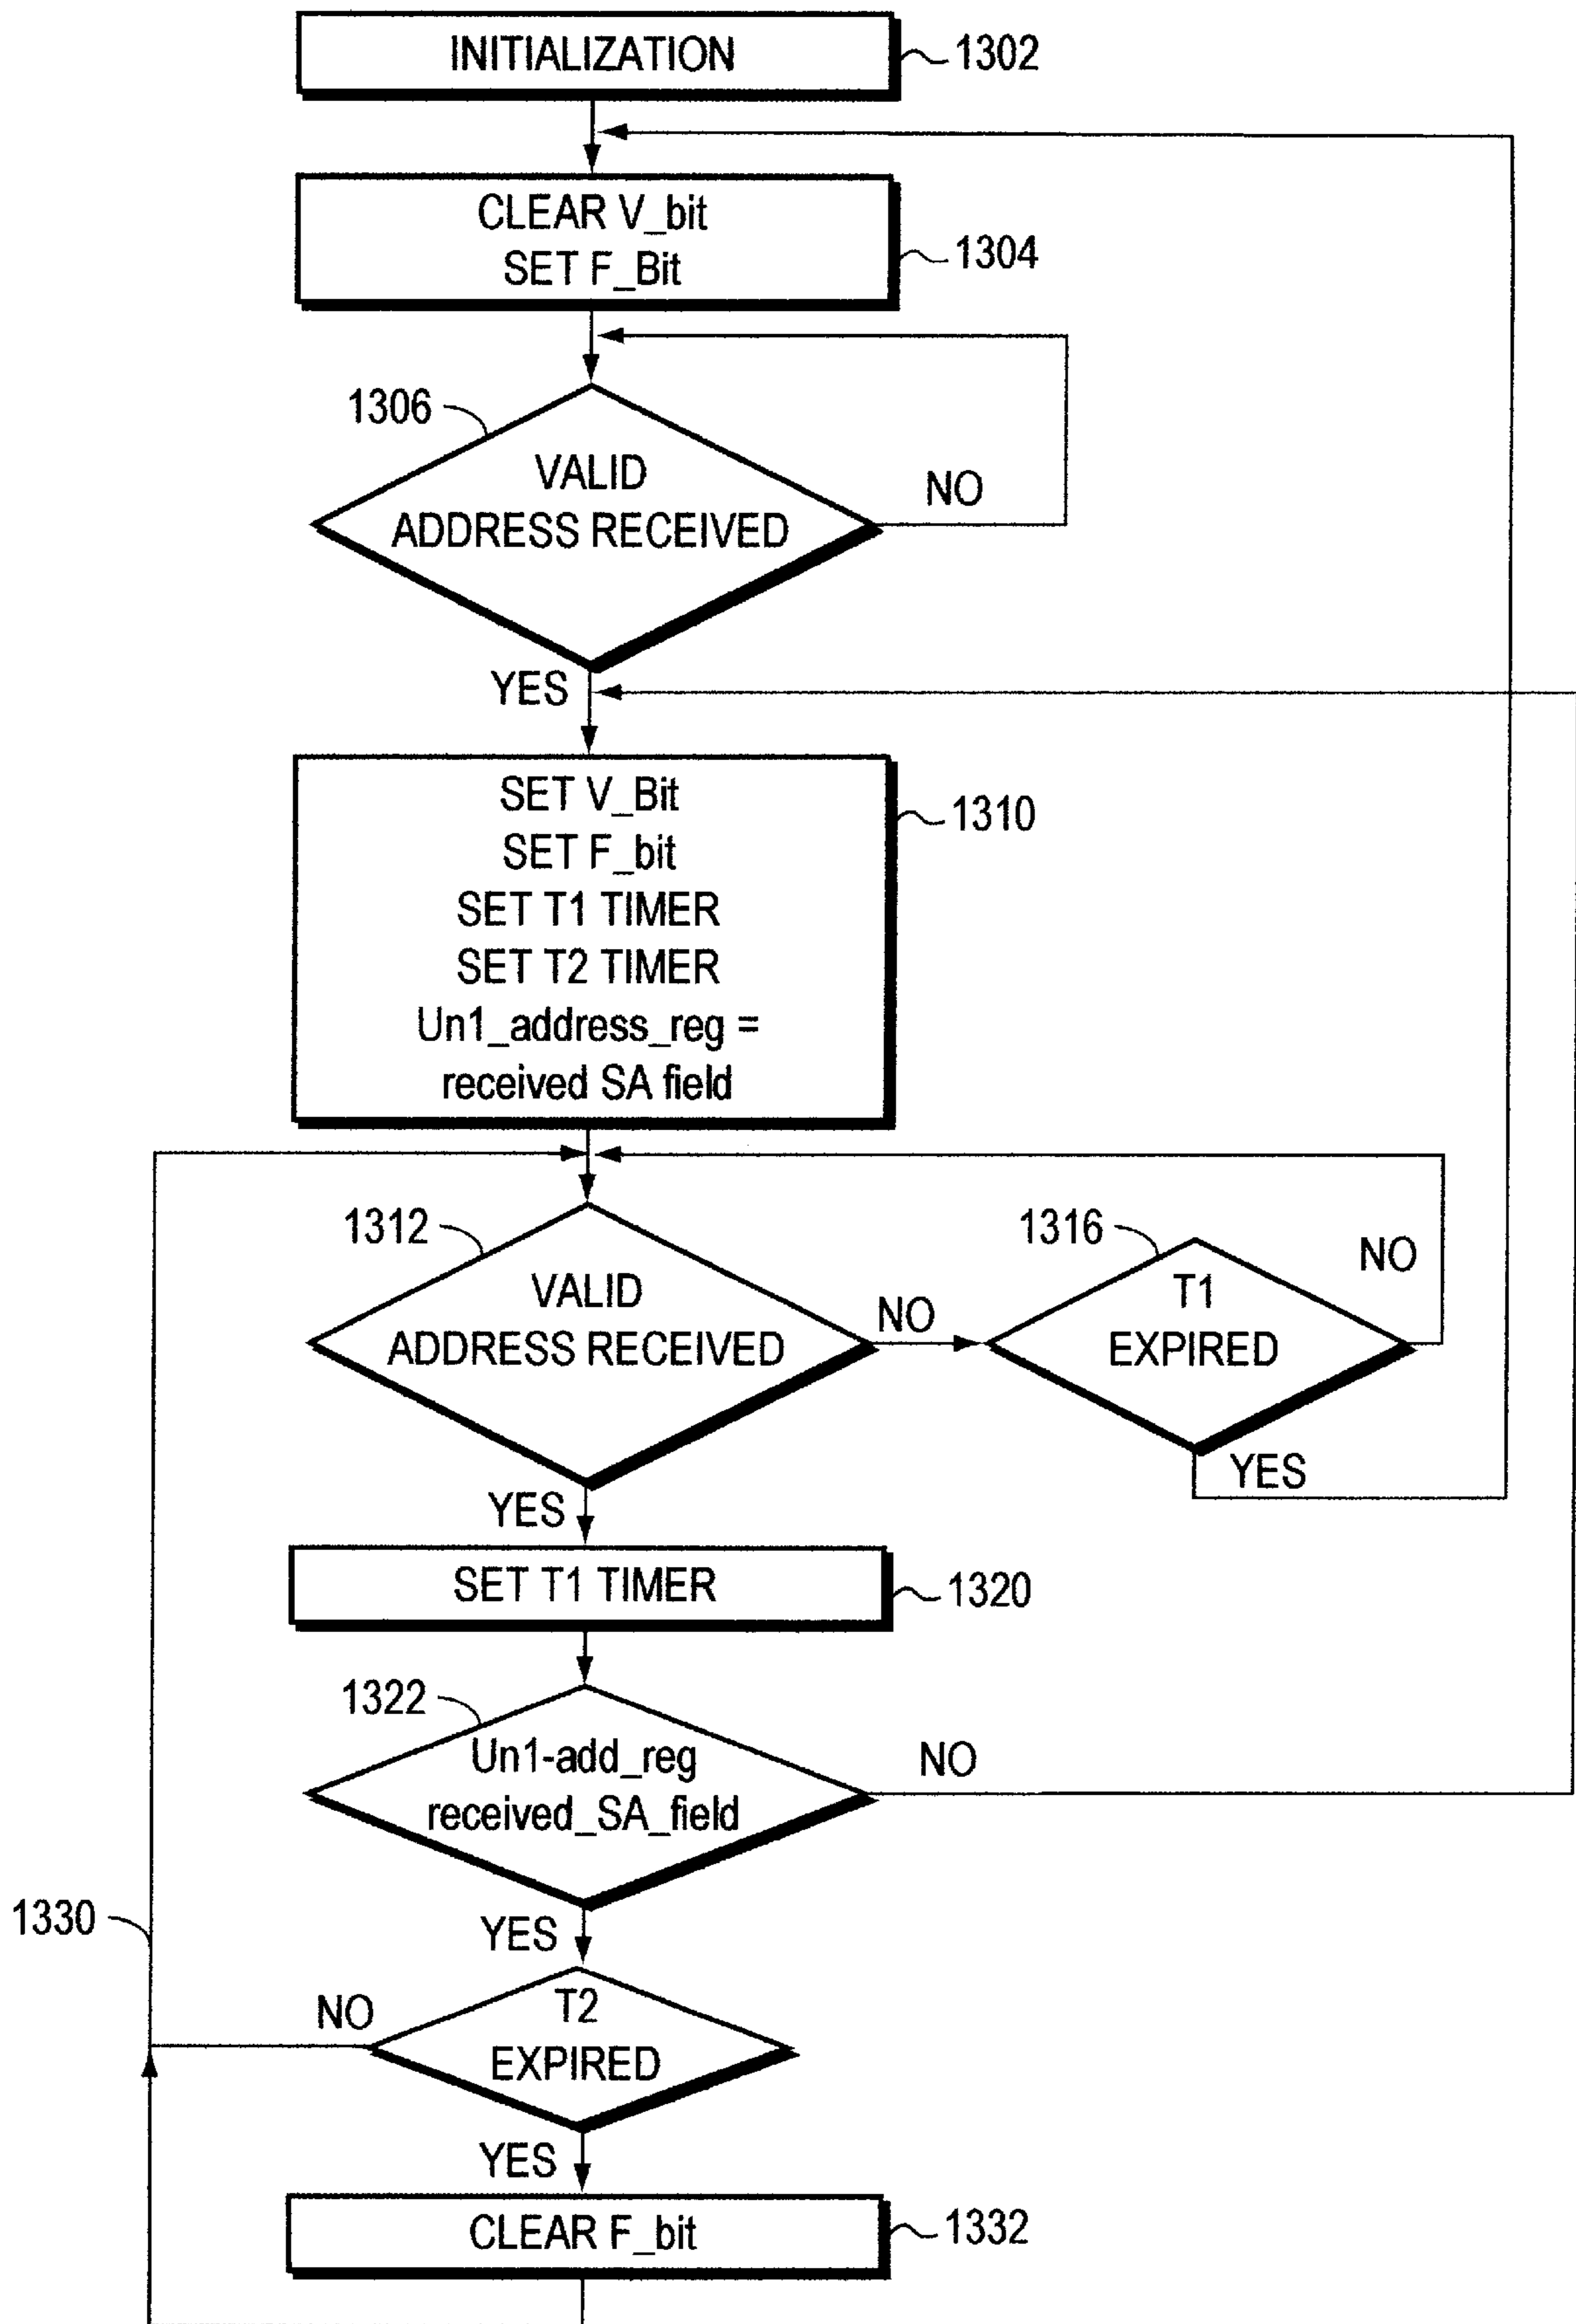 INITIALIZATION
1302
CLEAR V_bit
SET F_Bit
1304
1306
VALID
ADDRESS RECEIVED
NO
YES
SET V_Bit
SET F_bit
SET T1 TIMER
SET T2 TIMER
Un1_address_reg =
received SA field
1310
1312
VALID
ADDRESS RECEIVED
NO
1316
T1
EXPIRED
NO
YES
YES
SET T1 TIMER
1320
1322
Un1-add_reg
received_SA_field
NO
YES
1330
T2
EXPIRED
NO
YES
CLEAR F_bit
1332